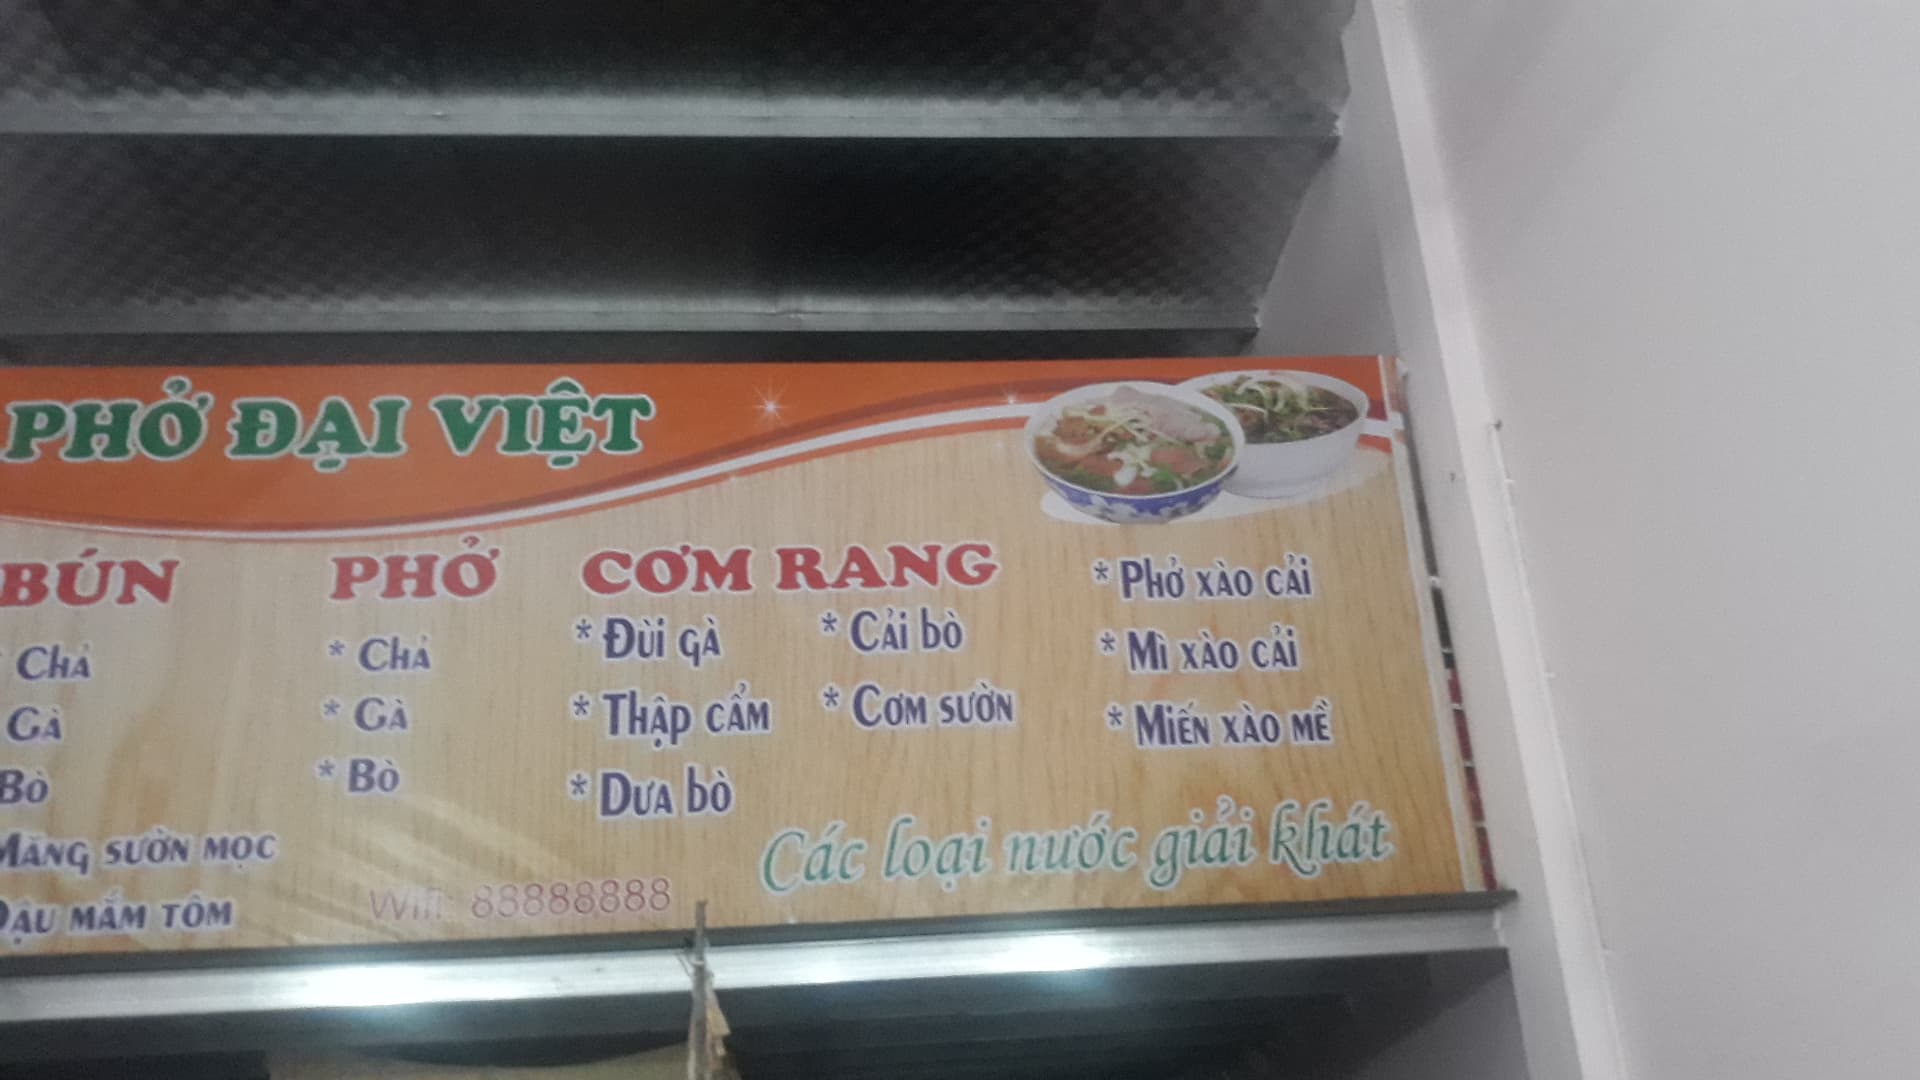 PHỞ ĐẠI VIỆT
BÚN
Chả
Gà
Bò
Măng sườn mọc
Đậu mắm tôm
PHỞ
* Chả
* Gà
* Bò
CƠM RANG
* Đùi gà
* Thập cẩm
* Dưa bò
* Cải bò
* Cơm sườn
* Phở xào cải
* Mì xào cải
* Miến xào mề
Wifi: 88888888
Các loại nước giải khát